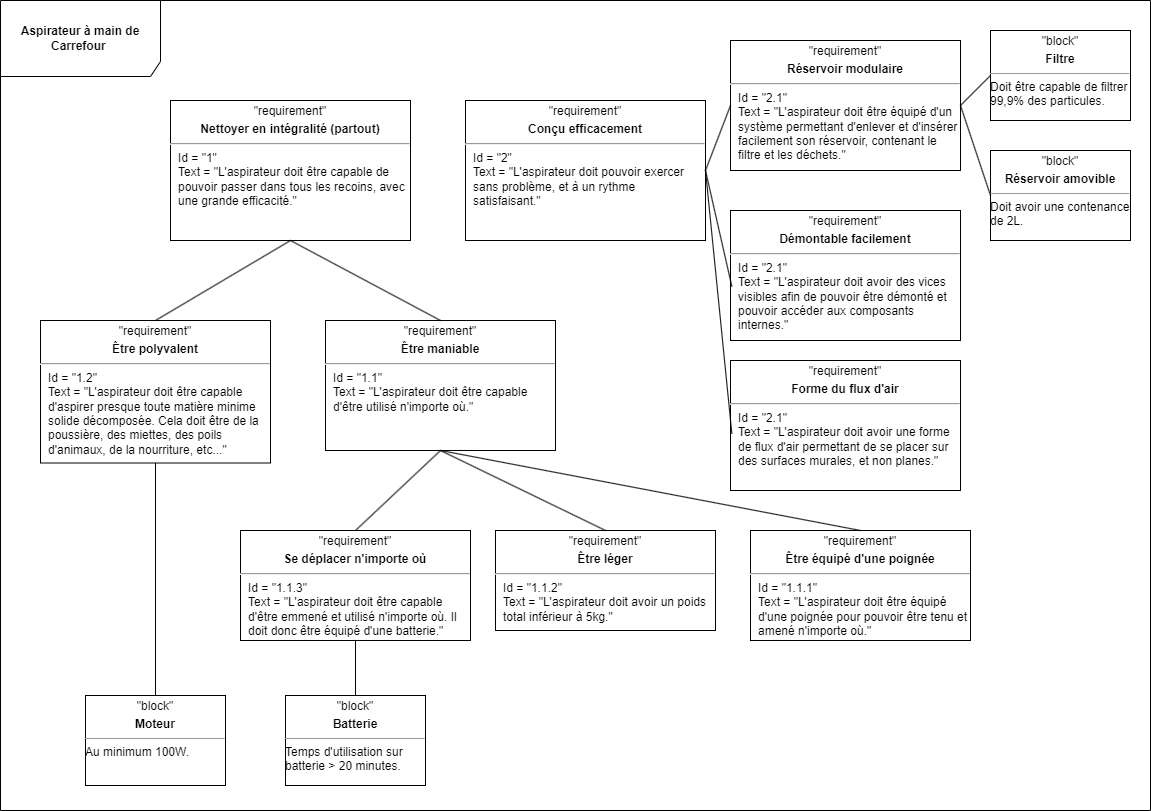 Aspirateur à main de
Carrefour
"requirement"
Nettoyer en intégralité (partout)
Id = "1"
Text = "L'aspirateur doit être capable de
pouvoir passer dans tous les recoins, avec
une grande efficacité."
"requirement"
Conçu efficacement
Id = "2"
Text = "L'aspirateur doit pouvoir exercer
sans problème, et à un rythme
satisfaisant."
"requirement"
Réservoir modulaire
Id = "2.1"
Text = "L'aspirateur doit être équipé d'un
système permettant d'enlever et d'insérer
facilement son réservoir, contenant le
filtre et les déchets."
"block"
Filtre
Doit être capable de filtrer
99,9% des particules.
"block"
Réservoir amovible
Doit avoir une contenance
de 2L.
"requirement"
Démontable facilement
Id = "2.1"
Text = "L'aspirateur doit avoir des vices
visibles afin de pouvoir être démonté et
pouvoir accéder aux composants
internes."
"requirement"
Être polyvalent
Id = "1.2"
Text = "L'aspirateur doit être capable
d'aspirer presque toute matière minime
solide décomposée. Cela doit être de la
poussière, des miettes, des poils
d'animaux, de la nourriture, etc..."
"requirement"
Être maniable
Id = "1.1"
Text = "L'aspirateur doit être capable
d'être utilisé n'importe où."
"requirement"
Forme du flux d'air
Id = "2.1"
Text = "L'aspirateur doit avoir une forme
de flux d'air permettant de se placer sur
des surfaces murales, et non planes."
"requirement"
Se déplacer n'importe où
Id = "1.1.3"
Text = "L'aspirateur doit être capable
d'être emmené et utilisé n'importe où. Il
doit donc être équipé d'une batterie."
"requirement"
Être léger
Id = "1.1.2"
Text = "L'aspirateur doit avoir un poids
total inférieur à 5kg."
"requirement"
Être équipé d'une poignée
Id = "1.1.1"
Text = "L'aspirateur doit être équipé
d'une poignée pour pouvoir être tenu et
amené n'importe où."
"block"
Moteur
Au minimum 100W.
"block"
Batterie
Temps d'utilisation sur
batterie > 20 minutes.